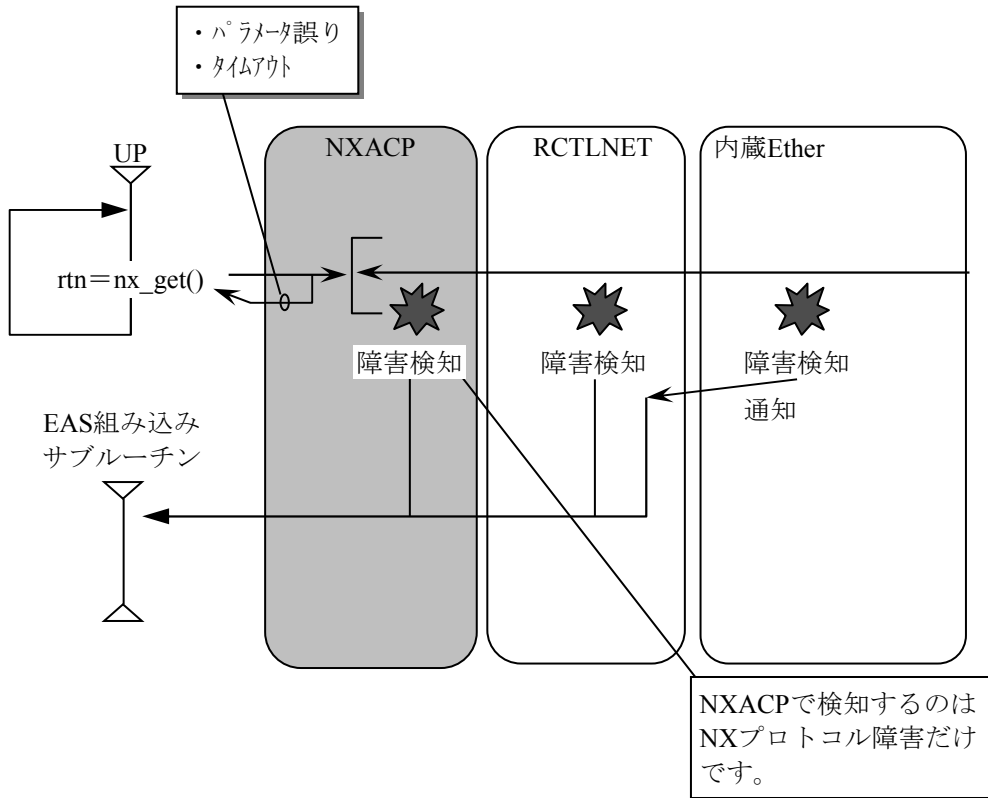 ・パラメータ誤り
・タイムアウト
UP
NXACP
RCTLNET
内蔵Ether
rtn＝nx_get()
障害検知
障害検知
障害検知
通知
EAS組み込み
サブルーチン
NXACPで検知するのは
NXプロトコル障害だけ
です。